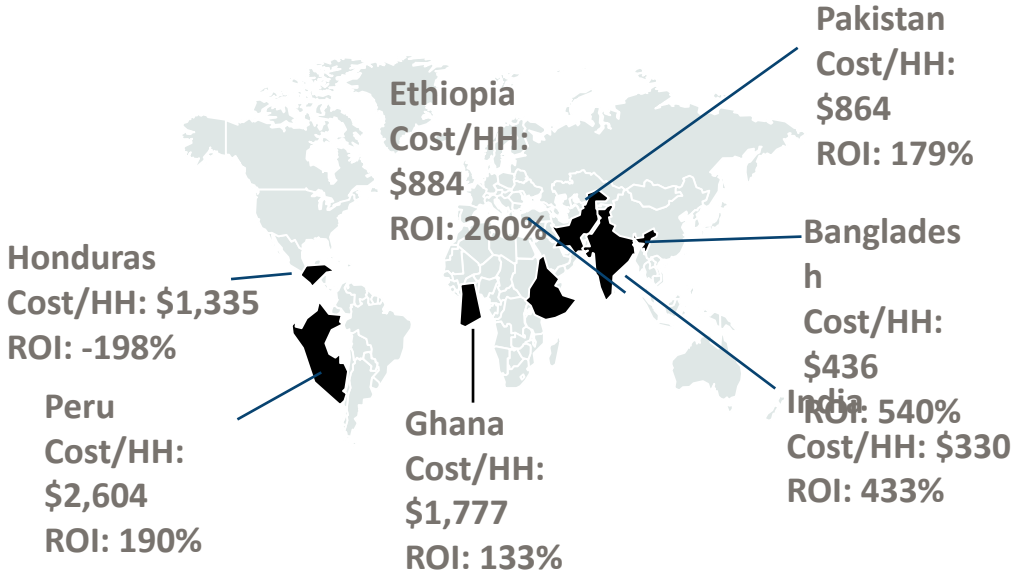 Pakistan
Cost/HH:
$864
ROI: 179%
Ethiopia
Cost/HH:
$884
ROI: 260%
Banglades
h
Cost/HH:
$436
ROI: 540%
Honduras
Cost/HH: $1,335
ROI: -198%
India
Cost/HH: $330
ROI: 433%
Peru
Cost/HH:
$2,604
ROI: 190%
Ghana
Cost/HH:
$1,777
ROI: 133%